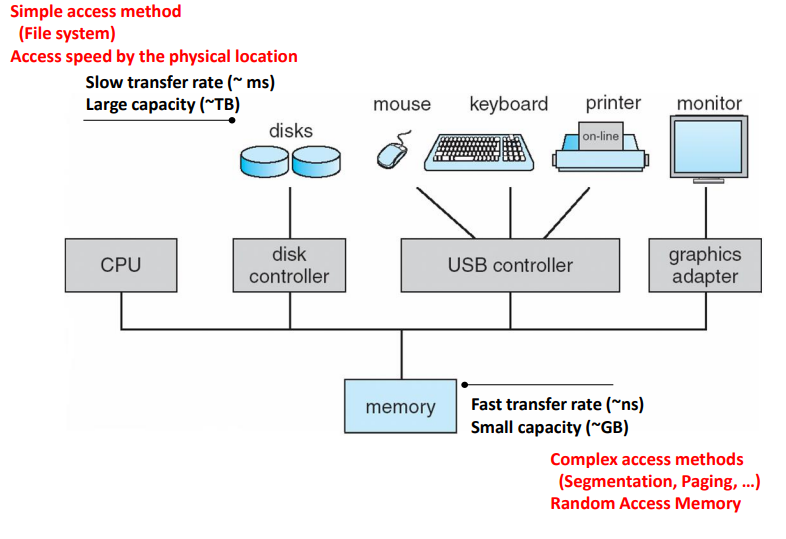 Simple access method
(File system)
Access speed by the physical location
Slow transfer rate (~ ms)
Large capacity (~TB)
disks
mouse
keyboard
printer
monitor
on-line
CPU
disk
controller
USB controller
graphics
adapter
memory
Fast transfer rate (~ns)
Small capacity (~GB)
Complex access methods
(Segmentation, Paging, ...)
Random Access Memory